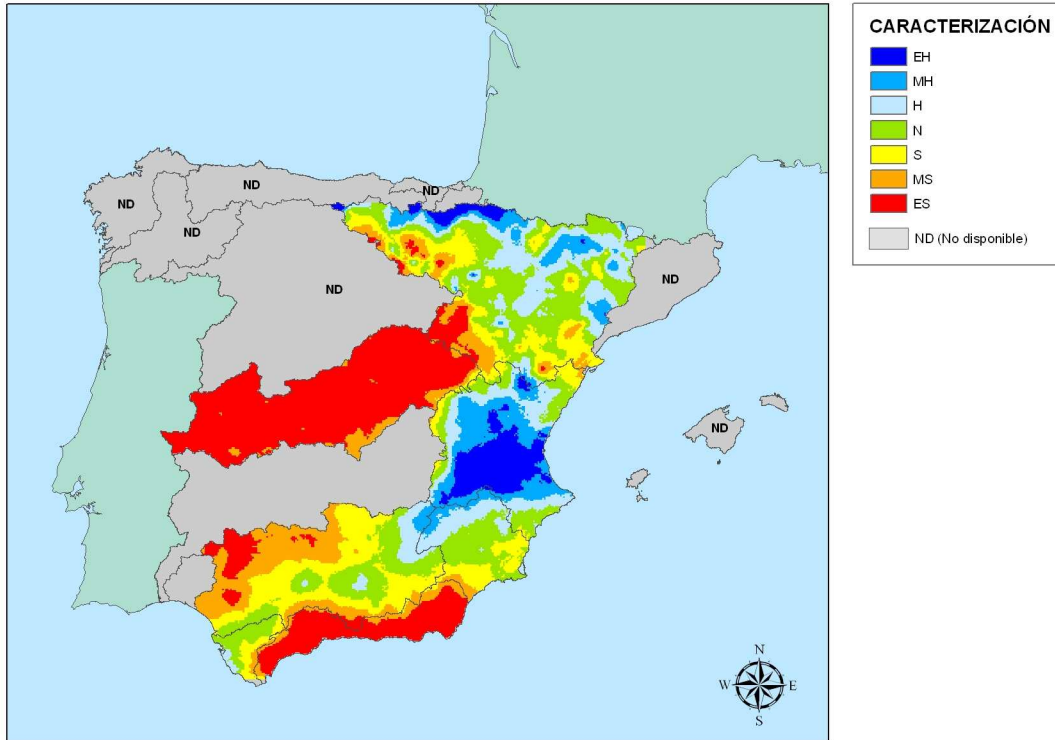 CARACTERIZACIÓN
EH
MH
H
N
S
MS
ES
ND (No disponible)
ND
ND
ND
ND
ND
ND
ND
N
W
E
S